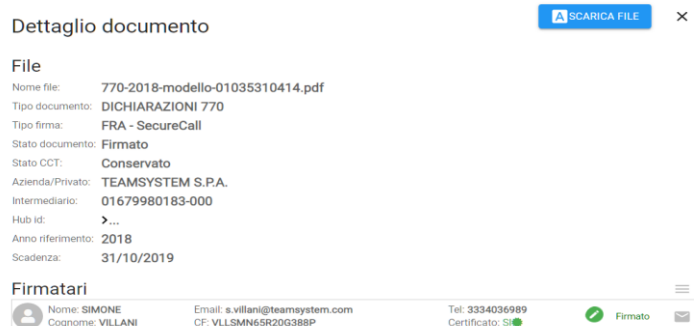 Dettaglio documento
A SCARICA FILE
File
Nome file: 770-2018-modello-01035310414.pdf
Tipo documento: DICHIARAZIONI 770
Tipo firma: FRA - SecureCall
Stato documento: Firmato
Stato CCT: Conservato
Azienda/Privato: TEAMSYSTEM S.P.A.
Intermediario: 01679980183-000
Hub id: >...
Anno riferimento: 2018
Scadenza: 31/10/2019
Firmatari
Nome: SIMONE Email: s.villani@teamsystem.com Tel: 3334036989 Firmato
Cognome: VILLANI CF: VLLSMN65R20G388P Certificato: SI